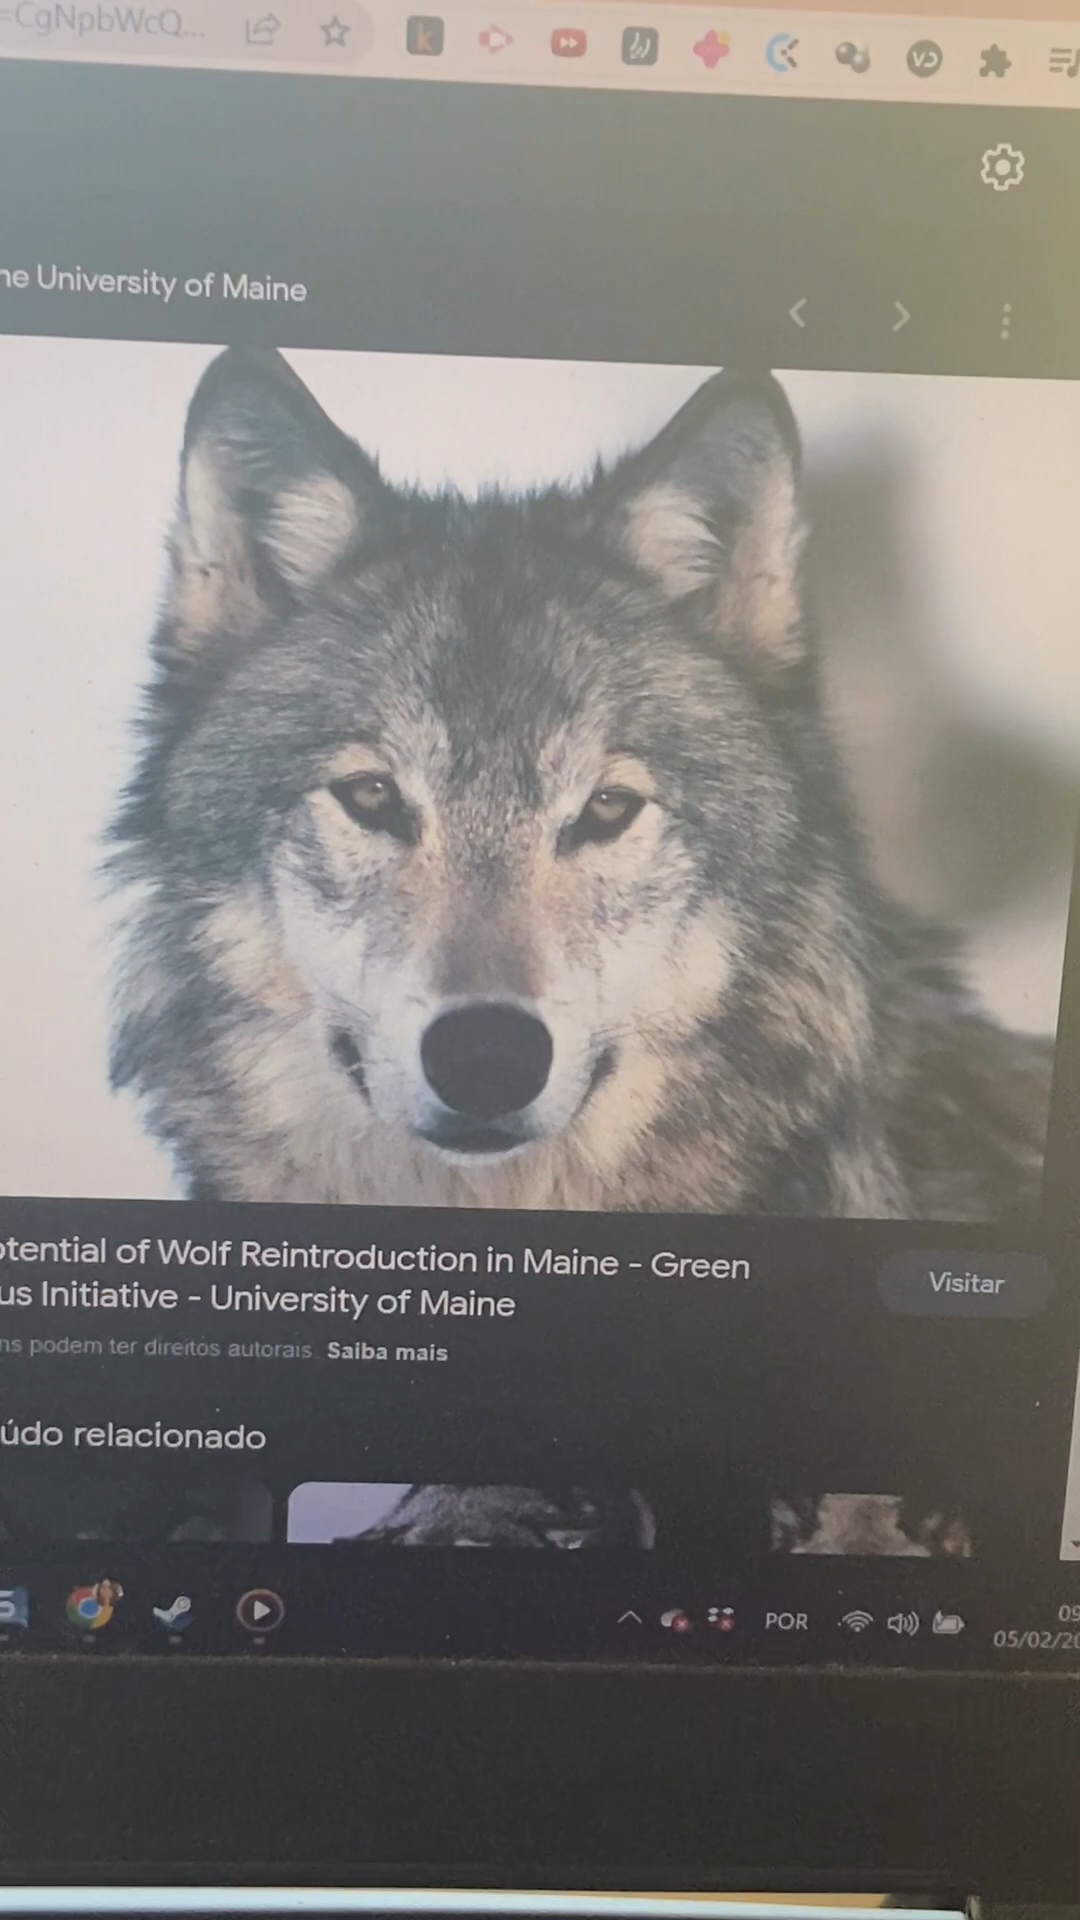 =CgNpbWcQ...
ne University of Maine
otential of Wolf Reintroduction in Maine - Green
us Initiative - University of Maine
Visitar
ns podem ter direitos autorais Saiba mais
údo relacionado
POR
09
05/02/20